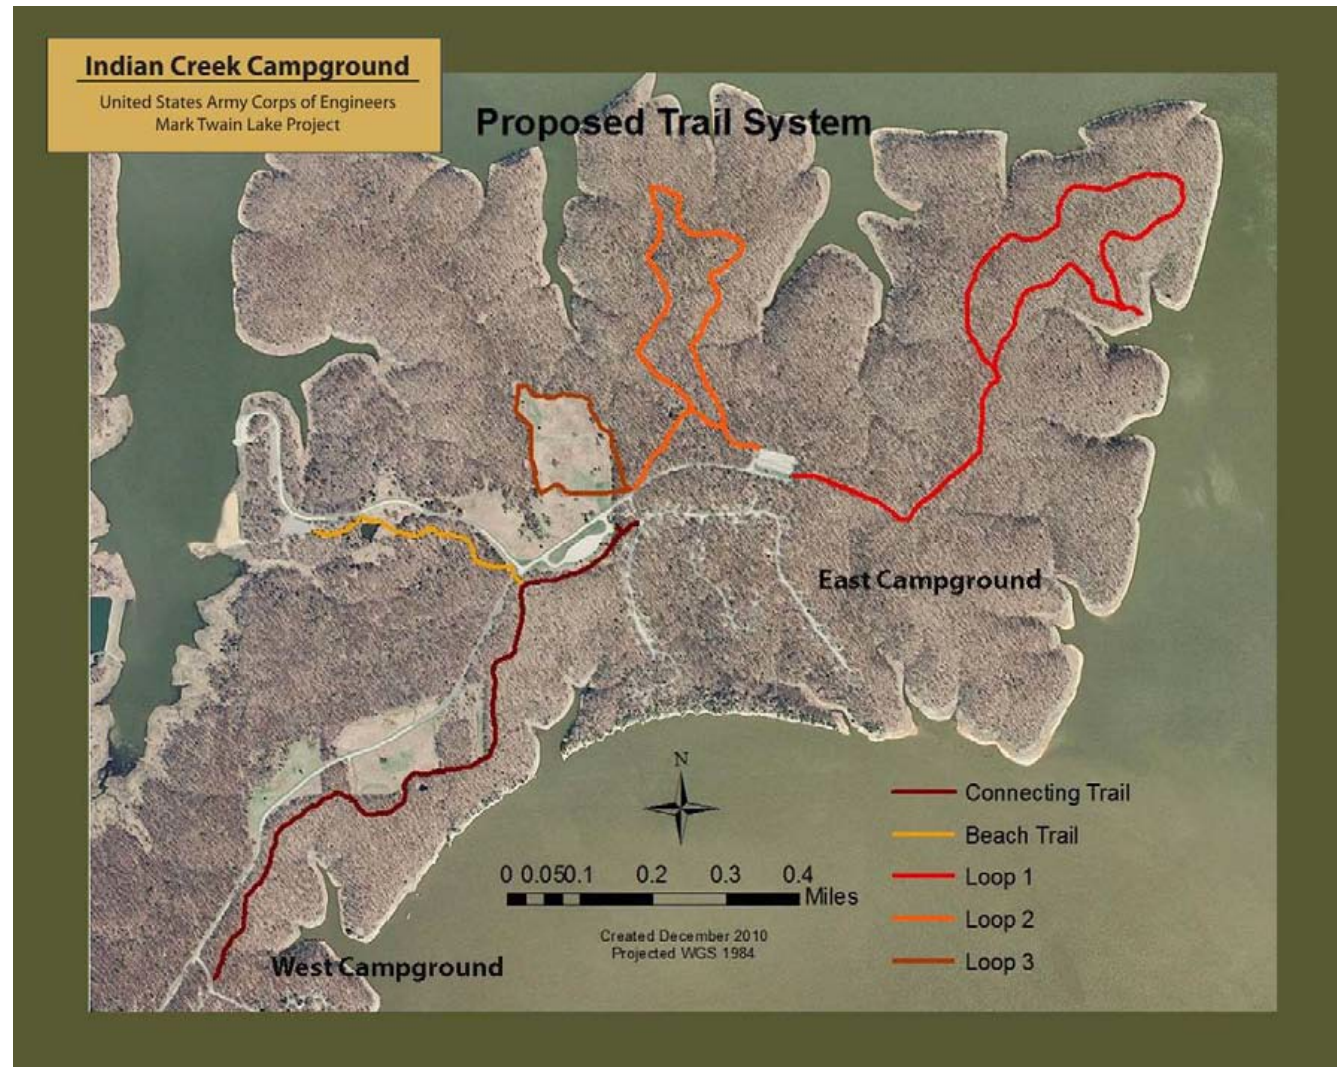 Indian Creek Campground
United States Army Corps of Engineers
Mark Twain Lake Project
Proposed Trail System
East Campground
N
Connecting Trail
Beach Trail
Loop 1
Loop 2
Loop 3
0 0.050.1 0.2 0.3 0.4
Miles
Created December 2010
Projected WGS 1984
West Campground